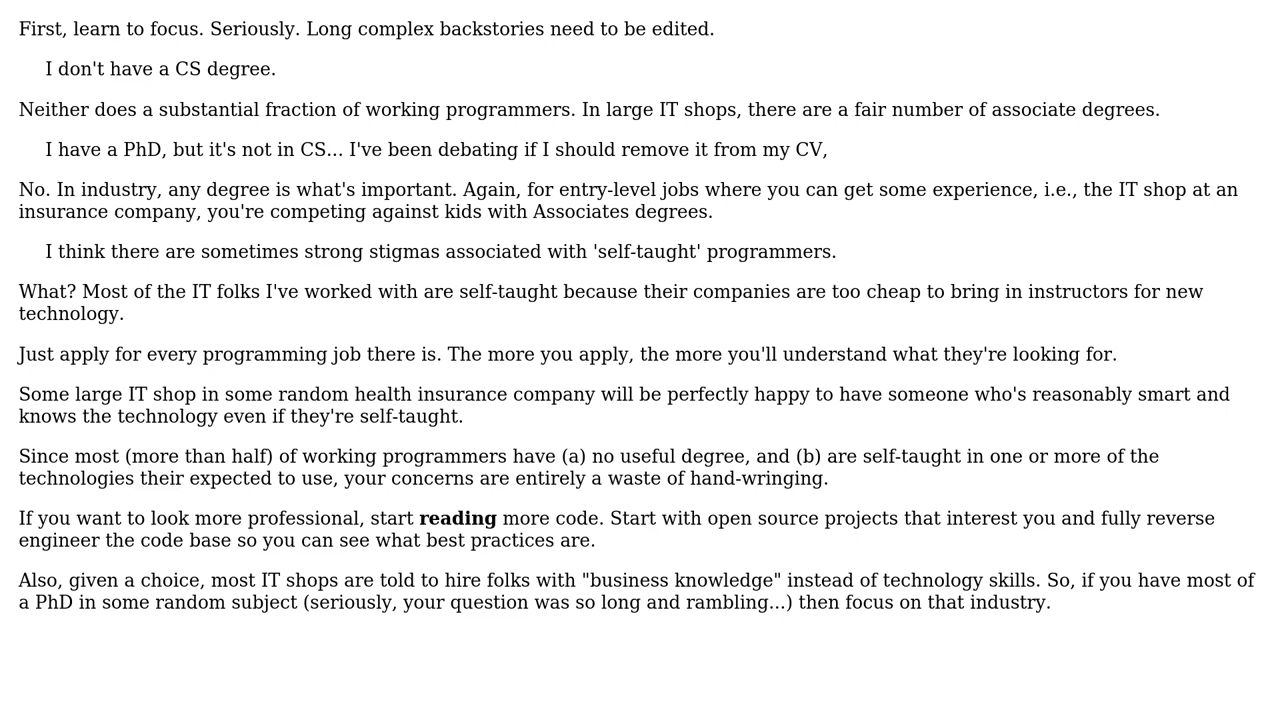 First, learn to focus. Seriously. Long complex backstories need to be edited.
I don't have a CS degree.
Neither does a substantial fraction of working programmers. In large IT shops, there are a fair number of associate degrees.
I have a PhD, but it's not in CS... I've been debating if I should remove it from my CV,
No. In industry, any degree is what's important. Again, for entry-level jobs where you can get some experience, i.e., the IT shop at an
insurance company, you're competing against kids with Associates degrees.
I think there are sometimes strong stigmas associated with 'self-taught' programmers.
What? Most of the IT folks I've worked with are self-taught because their companies are too cheap to bring in instructors for new
technology.
Just apply for every programming job there is. The more you apply, the more you'll understand what they're looking for.
Some large IT shop in some random health insurance company will be perfectly happy to have someone who's reasonably smart and
knows the technology even if they're self-taught.
Since most (more than half) of working programmers have (a) no useful degree, and (b) are self-taught in one or more of the
technologies their expected to use, your concerns are entirely a waste of hand-wringing.
If you want to look more professional, start reading more code. Start with open source projects that interest you and fully reverse
engineer the code base so you can see what best practices are.
Also, given a choice, most IT shops are told to hire folks with "business knowledge" instead of technology skills. So, if you have most of
a PhD in some random subject (seriously, your question was so long and rambling...) then focus on that industry.